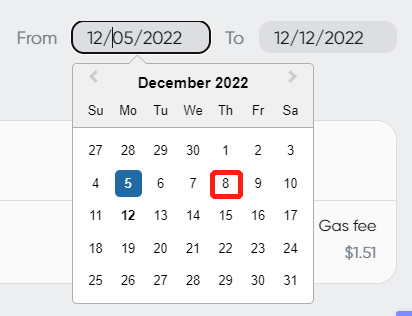 From 12/05/2022 To 12/12/2022
December 2022
Su Mo Tu We Th Fr Sa
27 28 29 30 1 2 3
4 5 6 7 8 9 10
11 12 13 14 15 16 17
18 19 20 21 22 23 24
25 26 27 28 29 30 31
Gas fee
$1.51